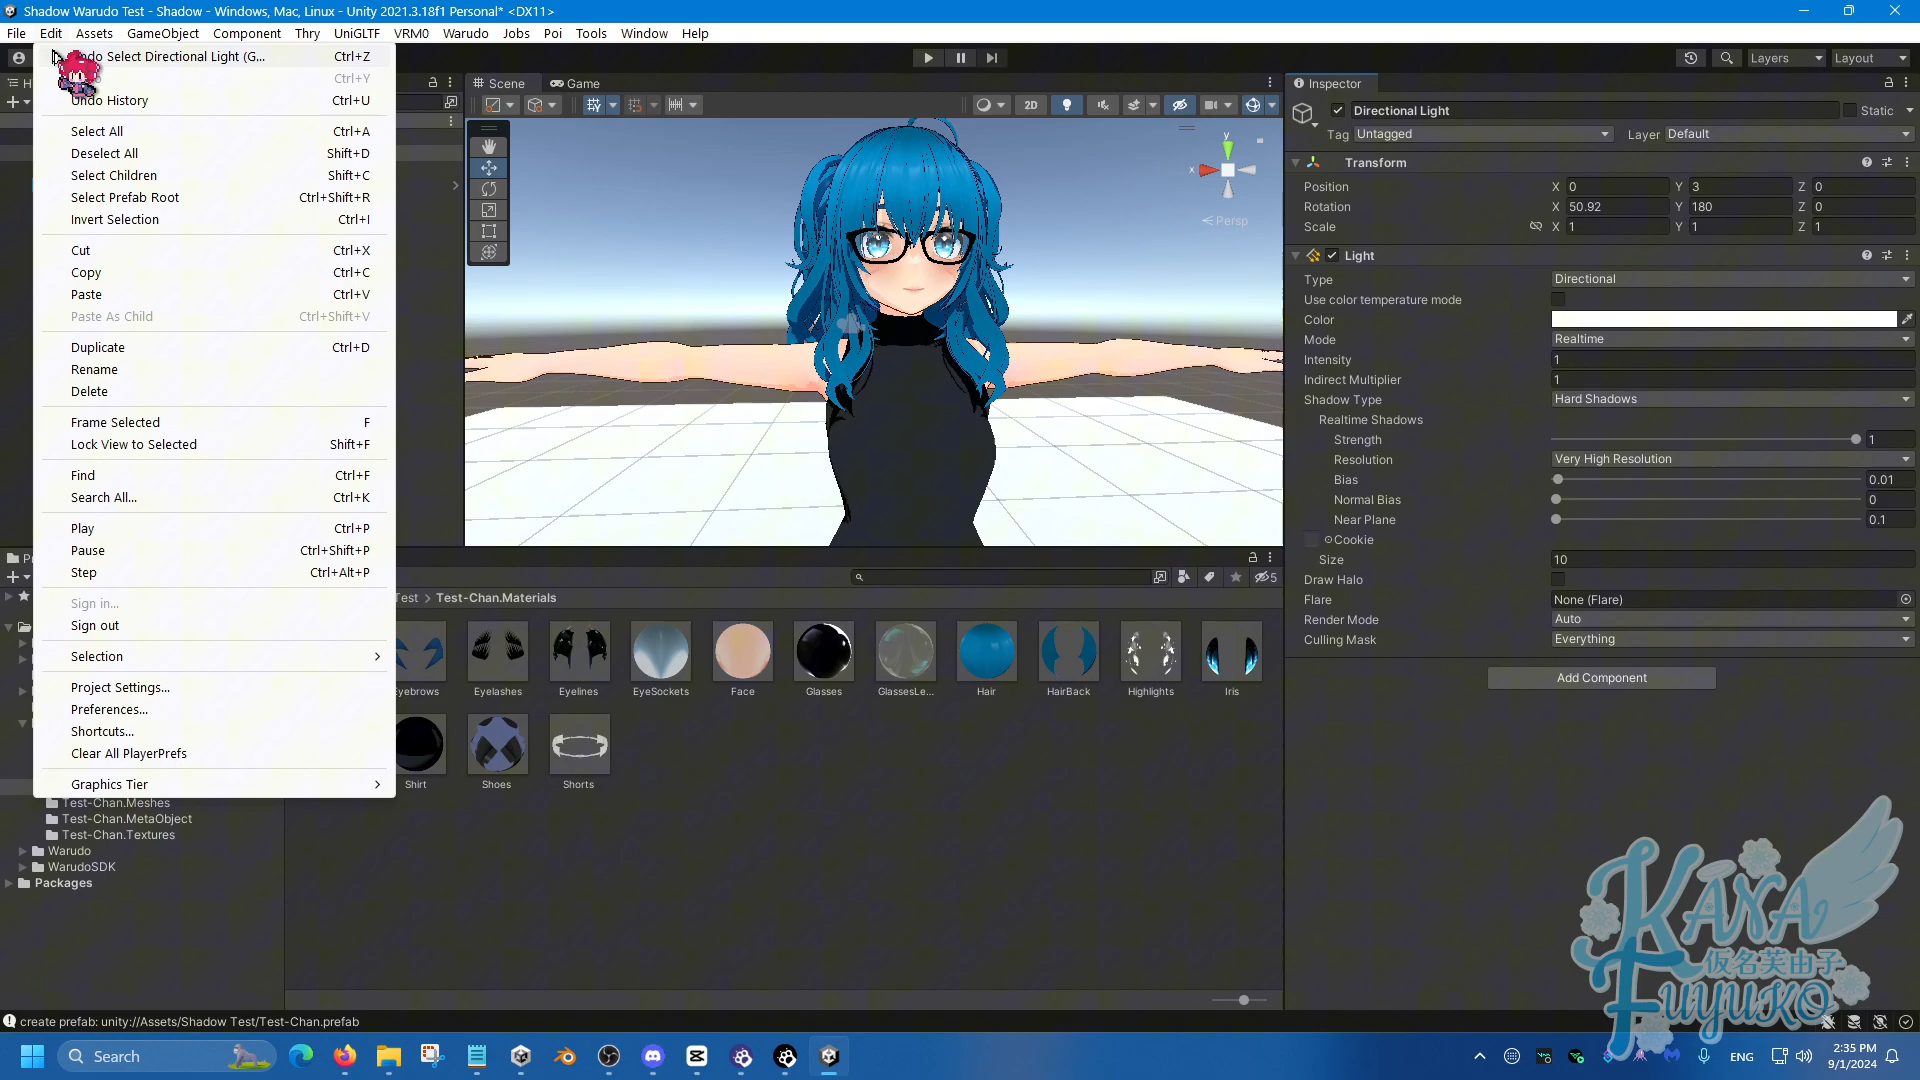 Shadow Warudo Test - Shadow - Windows, Mac, Linux - Unity 2021.3.18f1 Personal* <DX11>
File Edit Assets GameObject Component Thry UniGLTF VRM0 Warudo Jobs Poi Tools Window Help
Select Directional Light (G... Ctrl+Z
Ctrl+Y
Undo History Ctrl+U
Select All Ctrl+A
Deselect All Shift+D
Select Children Shift+C
Select Prefab Root Ctrl+Shift+R
Invert Selection Ctrl+I
Cut Ctrl+X
Copy Ctrl+C
Paste Ctrl+V
Paste As Child Ctrl+Shift+V
Duplicate Ctrl+D
Rename
Delete
Frame Selected F
Lock View to Selected Shift+F
Find Ctrl+F
Search All... Ctrl+K
Play Ctrl+P
Pause Ctrl+Shift+P
Step Ctrl+Alt+P
Sign in...
Sign out
Selection
Project Settings...
Preferences...
Shortcuts...
Clear All PlayerPrefs
Graphics Tier
Test-Chan.Meshes
Test-Chan.MetaObject
Test-Chan.Textures
Warudo
WarudoSDK
Packages
Layers Layout
Scene Game
2D
y
x
Persp
5
Test > Test-Chan.Materials
Eyebrows Eyelashes Eyelines EyeSockets Face Glasses GlassesLe... Hair HairBack Highlights Iris
Shirt Shoes Shorts
Inspector
Directional Light Static
Tag Untagged Layer Default
Transform
Position X 0 Y 3 Z 0
Rotation X 50.92 Y 180 Z 0
Scale X 1 Y 1 Z 1
Light
Type Directional
Use color temperature mode
Color
Mode Realtime
Intensity 1
Indirect Multiplier 1
Shadow Type Hard Shadows
Realtime Shadows
Strength 1
Resolution Very High Resolution
Bias 0.01
Normal Bias 0
Near Plane 0.1
Cookie
Size 10
Draw Halo
Flare None (Flare)
Render Mode Auto
Culling Mask Everything
Add Component
KANA
仮名芙由子
FUYUKO
create prefab: unity://Assets/Shadow Test/Test-Chan.prefab
Search
ENG
2:35 PM
9/1/2024